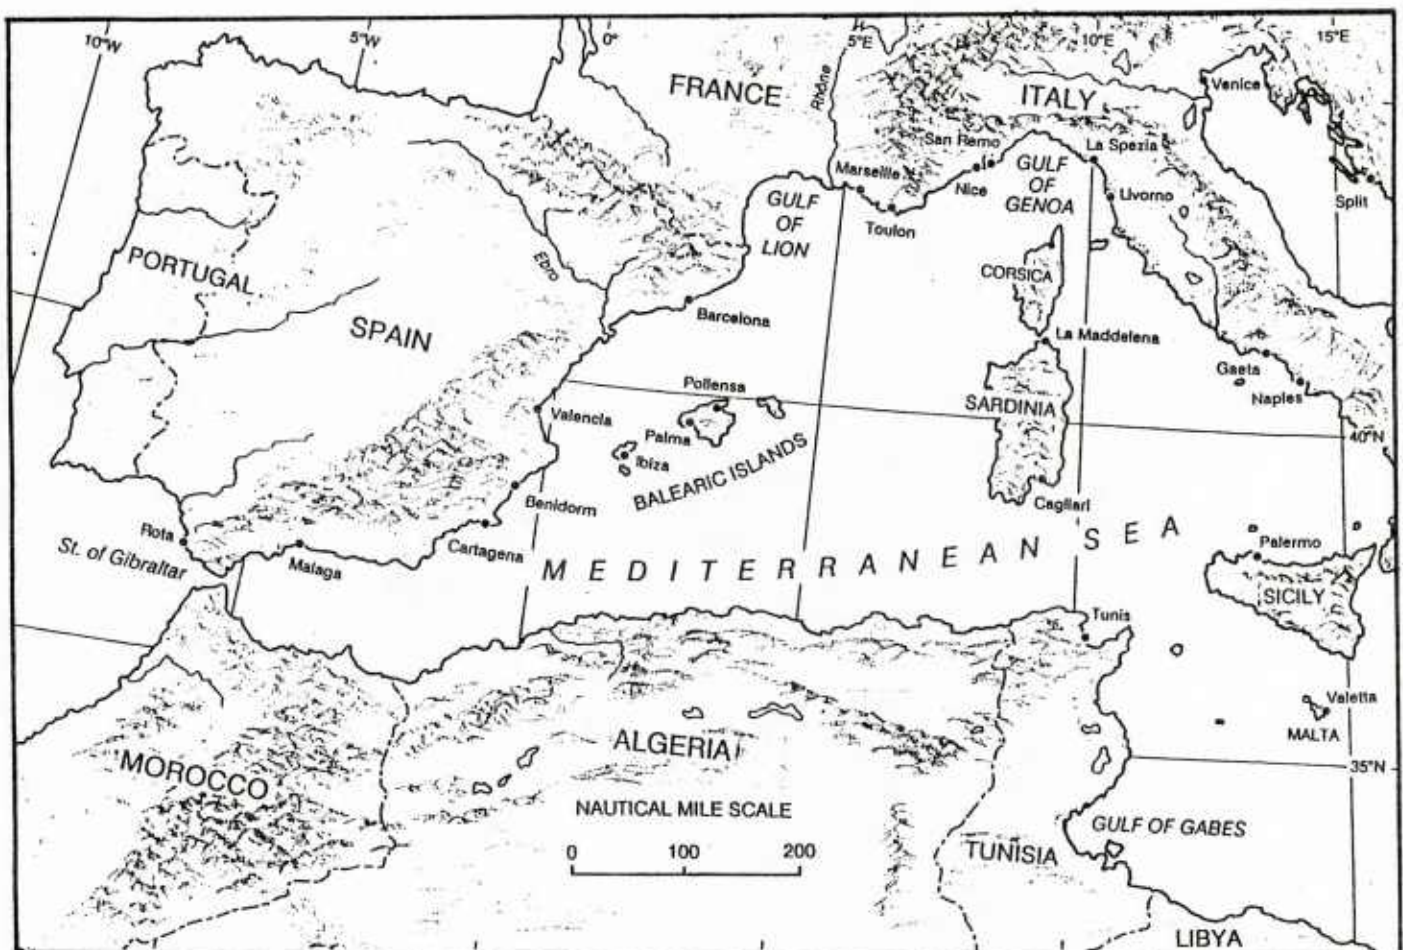 10°W
5°W
0°
5°E
10°E
15°E
FRANCE
Rhône
ITALY
Venice
San Remo
La Spezia
Marseille
Nice
GULF
OF
GENOA
Livorno
Split
GULF
OF
LION
Toulon
PORTUGAL
Ebro
CORSICA
SPAIN
Barcelona
La Maddelena
Gaeta
Naples
Pollensa
SARDINIA
Valencia
Palma
40°N
Ibiza
BALEARIC ISLANDS
Cagliari
Benidorm
Rota
St. of Gibraltar
Malaga
Cartagena
MEDITERRANEAN SEA
Palermo
SICILY
Tunis
Valetta
MALTA
ALGERIA
MOROCCO
35°N
NAUTICAL MILE SCALE
0 100 200
GULF OF GABES
TUNISIA
LIBYA